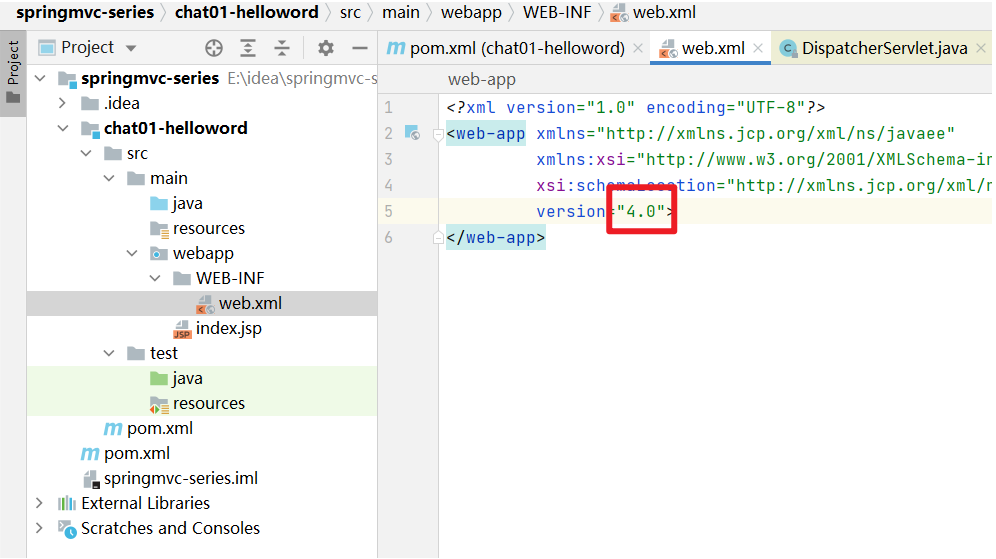 springmvc-series 〉 chat01-helloword 〉 src 〉 main 〉 webapp 〉 WEB-INF 〉 web.xml
Project
Project
pom.xml (chat01-helloword) × web.xml × DispatcherServlet.java ×
springmvc-series E:\idea\springmvc-s
.idea
chat01-helloword
src
main
java
resources
webapp
WEB-INF
web.xml
JSP index.jsp
test
java
resources
m pom.xml
m pom.xml
springmvc-series.iml
External Libraries
Scratches and Consoles
web-app
1 <?xml version="1.0" encoding="UTF-8"?>
2 <web-app xmlns="http://xmlns.jcp.org/xml/ns/javaee"
3 xmlns:xsi="http://www.w3.org/2001/XMLSchema-in
4 xsi:schemaLocation="http://xmlns.jcp.org/xml/n
5 version="4.0">
6 </web-app>